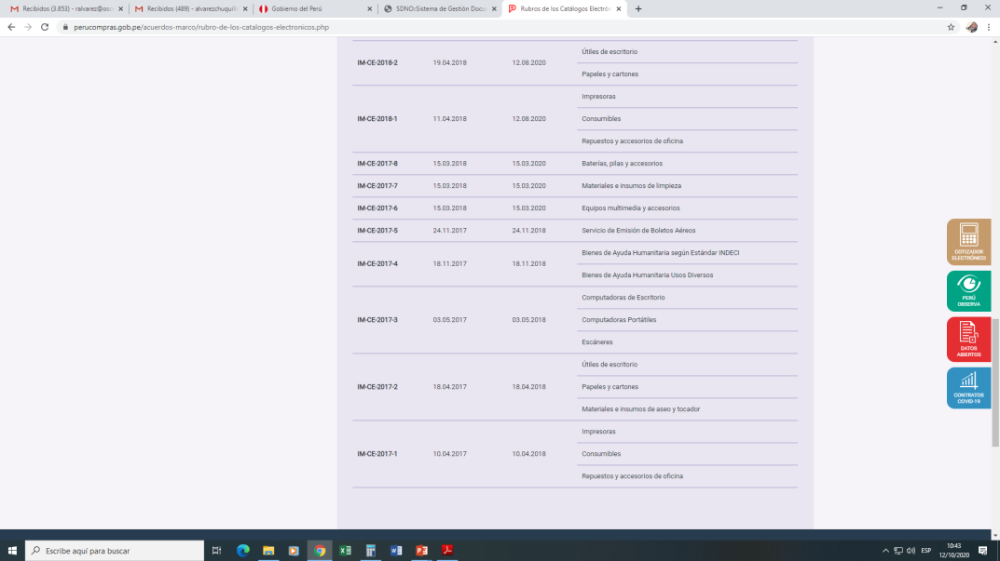 Recibidos (3.853) - ralvarez@osc
Recibidos (489) - alvarezchuquill
Gobierno del Perú
SDNO:Sistema de Gestión Docu
Rubros de los Catálogos Electrón
perucompras.gob.pe/acuerdos-marco/rubro-de-los-catalogos-electronicos.php
IM-CE-2018-2 19.04.2018 12.08.2020
Útiles de escritorio
Papeles y cartones
IM-CE-2018-1 11.04.2018 12.08.2020
Impresoras
Consumibles
Repuestos y accesorios de oficina
IM-CE-2017-8 15.03.2018 15.03.2020 Baterías, pilas y accesorios
IM-CE-2017-7 15.03.2018 15.03.2020 Materiales e insumos de limpieza
IM-CE-2017-6 15.03.2018 15.03.2020 Equipos multimedia y accesorios
IM-CE-2017-5 24.11.2017 24.11.2018 Servicio de Emisión de Boletos Aéreos
IM-CE-2017-4 18.11.2017 18.11.2018
Bienes de Ayuda Humanitaria según Estándar INDECI
Bienes de Ayuda Humanitaria Usos Diversos
IM-CE-2017-3 03.05.2017 03.05.2018
Computadoras de Escritorio
Computadoras Portátiles
Escáneres
IM-CE-2017-2 18.04.2017 18.04.2018
Útiles de escritorio
Papeles y cartones
Materiales e insumos de aseo y tocador
IM-CE-2017-1 10.04.2017 10.04.2018
Impresoras
Consumibles
Repuestos y accesorios de oficina
COTIZADOR
ELECTRÓNICO
PERÚ
OBSERVA
DATOS
ABIERTOS
CONTRATOS
COVID-19
Escribe aquí para buscar
ESP
10:43
12/10/2020